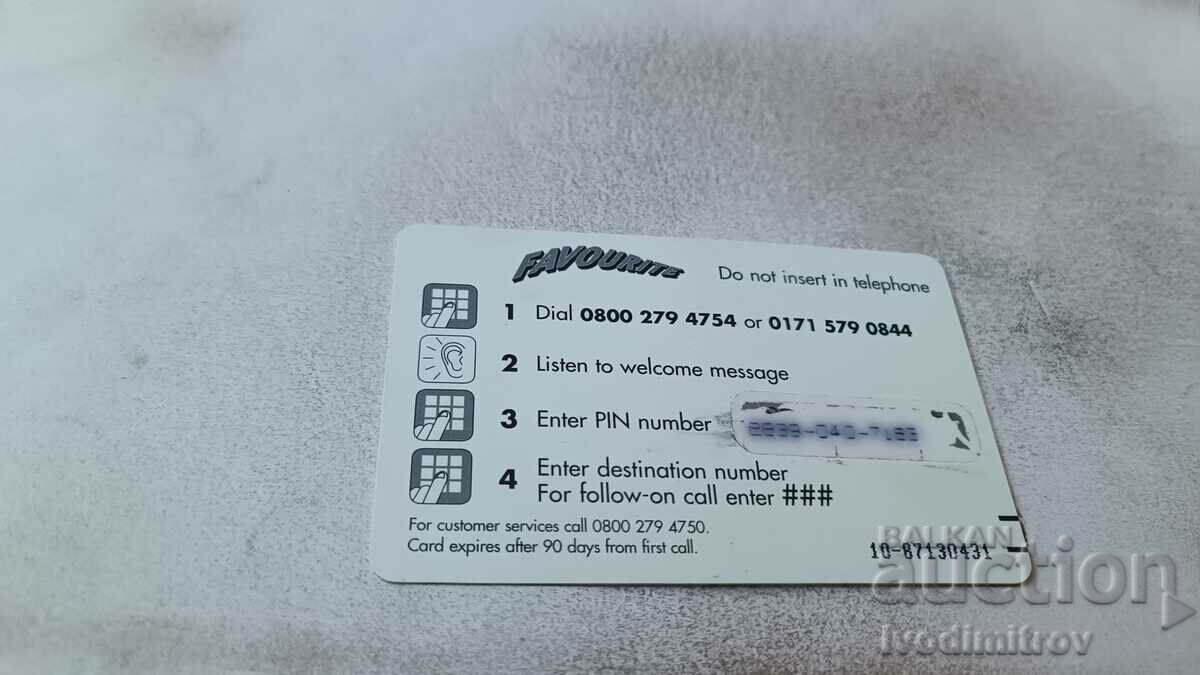 FAVOURITE
Do not insert in telephone
1 Dial 0800 279 4754 or 0171 579 0844
2 Listen to welcome message
3 Enter PIN number
4 Enter destination number
For follow-on call enter ###
For customer services call 0800 279 4750.
Card expires after 90 days from first call.
10-87130431
BALKAN
auction
Ivodimitrov